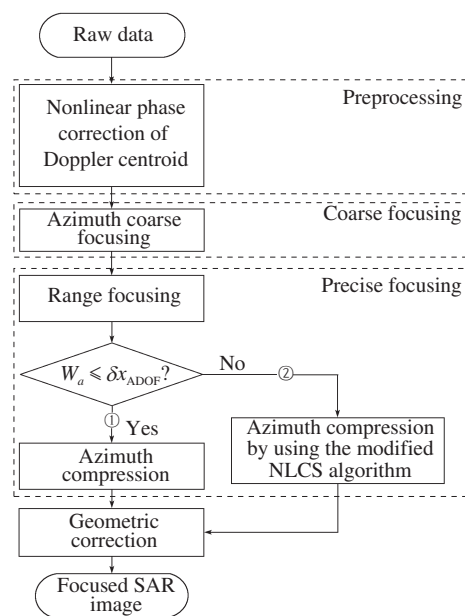 Raw data
Preprocessing
Nonlinear phase
correction of
Doppler centroid
Coarse focusing
Azimuth coarse
focusing
Precise focusing
Range focusing
W_a ⩽ δx_ADOF?
No
②
①
Yes
Azimuth
compression
Azimuth compression
by using the modified
NLCS algorithm
Geometric
correction
Focused SAR
image